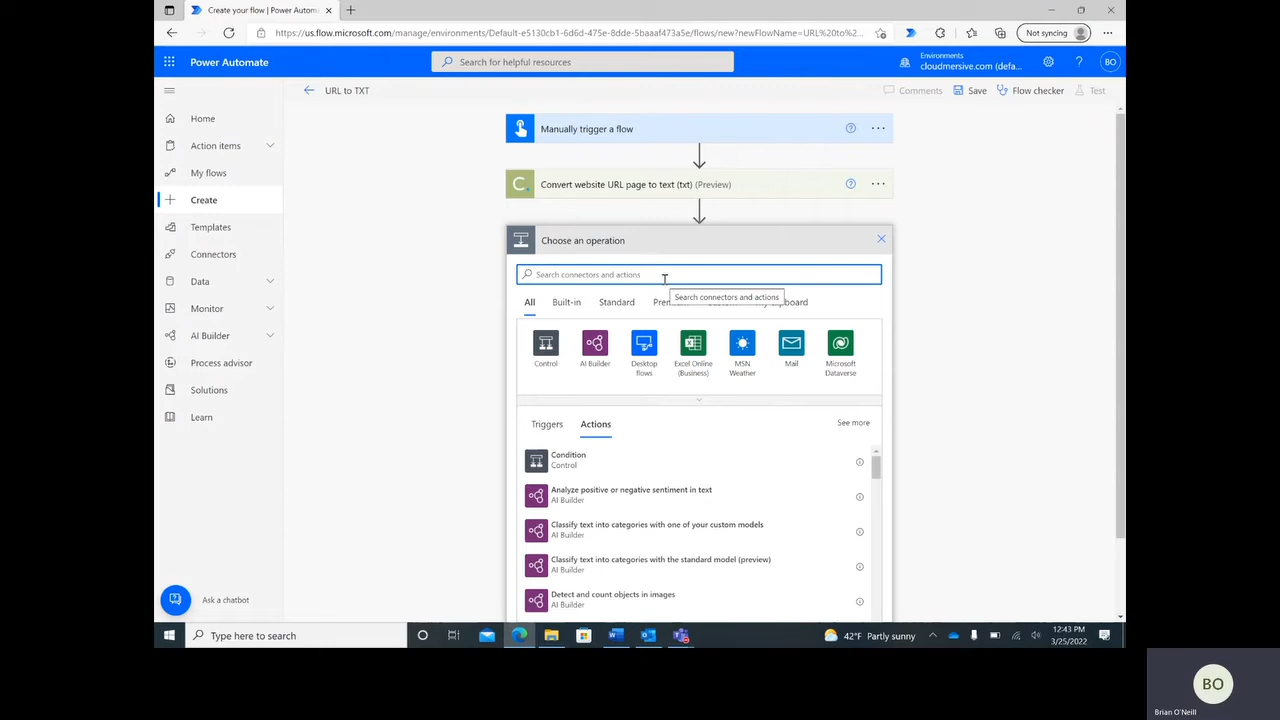 Create your flow | Power Automa
https://us.flow.microsoft.com/manage/environments/Default-e5130cb1-6d6d-475e-8dde-5baaaf473a5e/flows/new?newFlowName=URL%20to%2...
Not syncing
Power Automate
Search for helpful resources
Environments
cloudmersive.com (defa...
BO
URL to TXT
Comments
Save
Flow checker
Test
Home
Action items
My flows
Create
Templates
Connectors
Data
Monitor
AI Builder
Process advisor
Solutions
Learn
Ask a chatbot
Manually trigger a flow
Convert website URL page to text (txt) (Preview)
Choose an operation
Search connectors and actions
Search connectors and actions
All
Built-in
Standard
Control
AI Builder
Desktop
flows
Excel Online
(Business)
MSN
Weather
Mail
Microsoft
Dataverse
Triggers
Actions
See more
Condition
Control
Analyze positive or negative sentiment in text
AI Builder
Classify text into categories with one of your custom models
AI Builder
Classify text into categories with the standard model (preview)
AI Builder
Detect and count objects in images
AI Builder
Type here to search
42°F Partly sunny
12:43 PM
3/25/2022
BO
Brian O'Neill